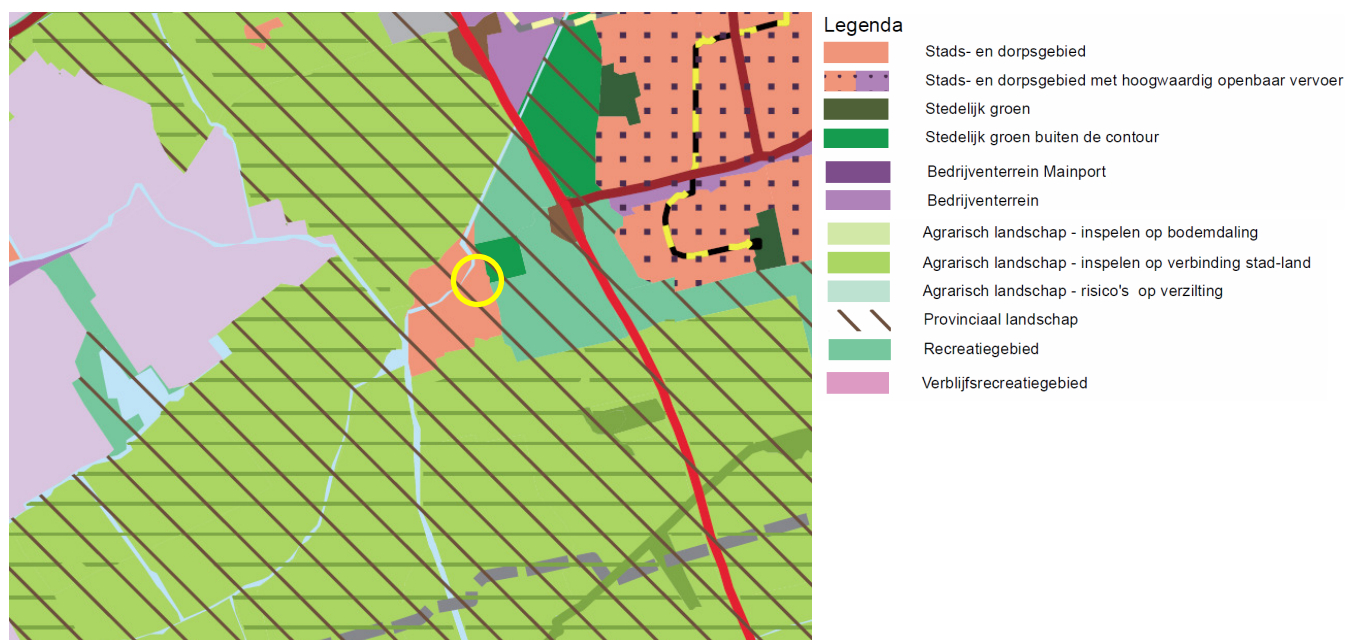 Legenda
Stads- en dorpsgebied
Stads- en dorpsgebied met hoogwaardig openbaar vervoer
Stedelijk groen
Stedelijk groen buiten de contour
Bedrijventerrein Mainport
Bedrijventerrein
Agrarisch landschap - inspelen op bodemdaling
Agrarisch landschap - inspelen op verbinding stad-land
Agrarisch landschap - risico's op verzilting
Provinciaal landschap
Recreatiegebied
Verblijfsrecreatiegebied